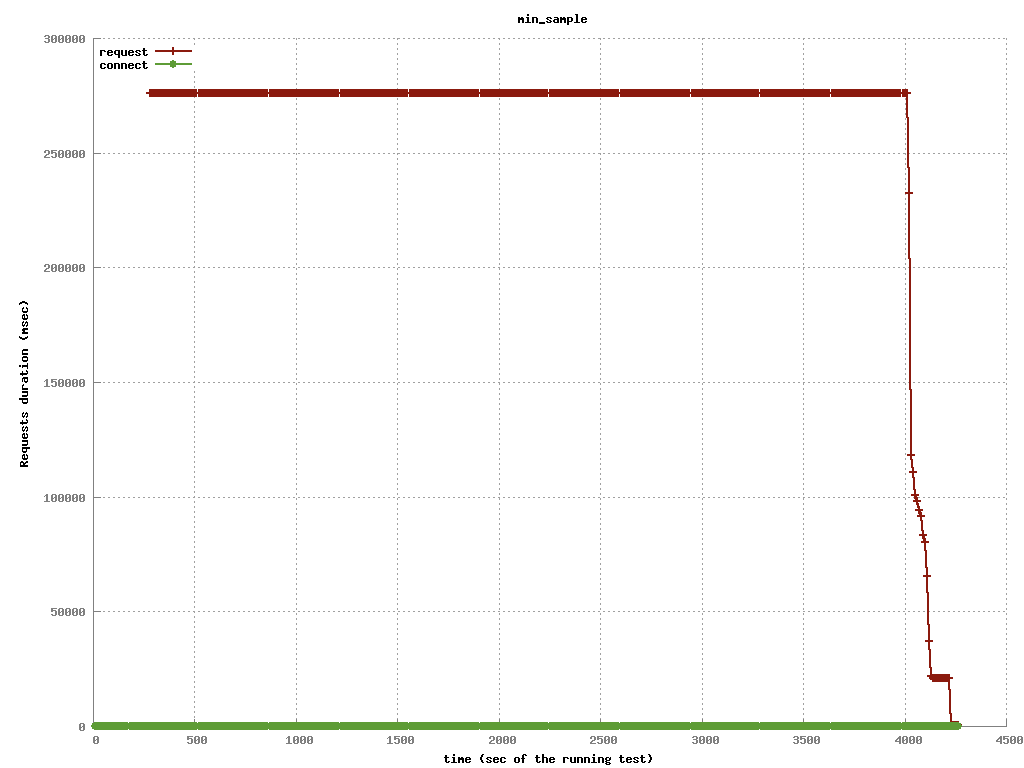 min_sample
request
connect
300000
250000
200000
150000
100000
50000
0
Requests duration (msec)
0 500 1000 1500 2000 2500 3000 3500 4000 4500
time (sec of the running test)